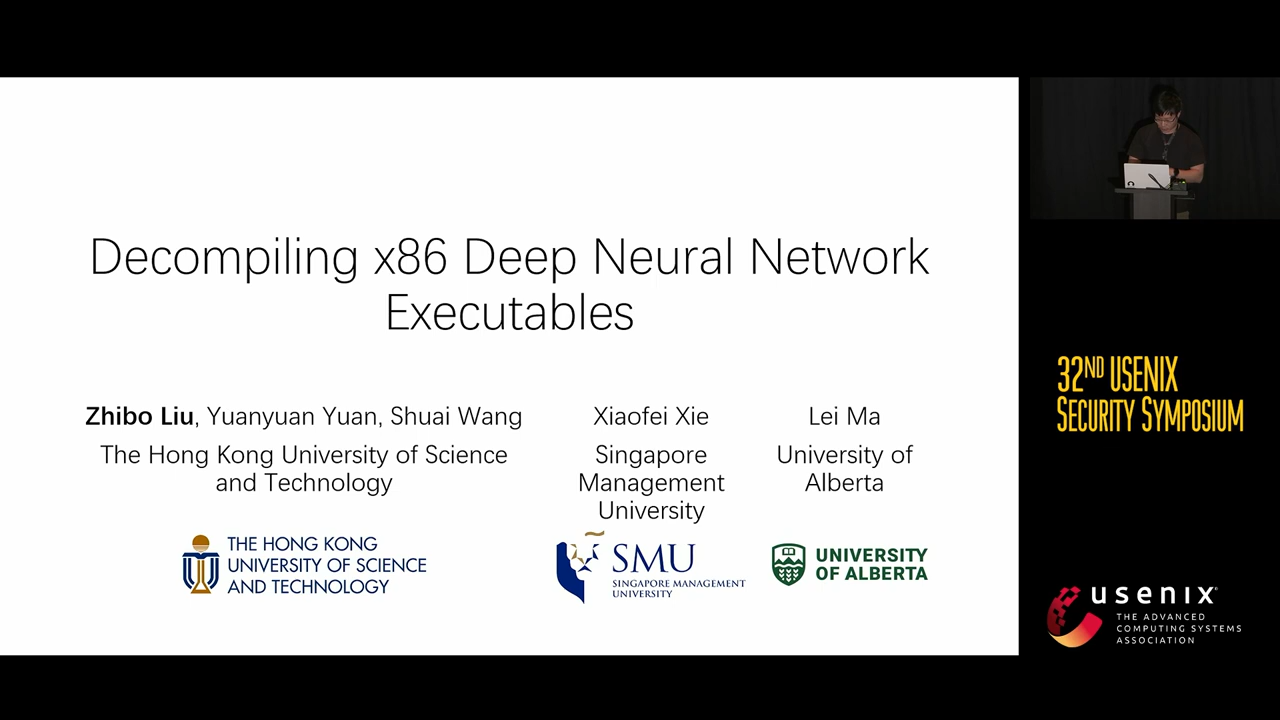 Decompiling x86 Deep Neural Network
Executables
Zhibo Liu, Yuanyuan Yuan, Shuai Wang
The Hong Kong University of Science
and Technology
Xiaofei Xie
Singapore
Management
University
Lei Ma
University of
Alberta
THE HONG KONG
UNIVERSITY OF SCIENCE
AND TECHNOLOGY
SMU
SINGAPORE MANAGEMENT
UNIVERSITY
UNIVERSITY
OF ALBERTA
32ND USENIX
SECURITY SYMPOSIUM
usenix
THE ADVANCED
COMPUTING SYSTEMS
ASSOCIATION